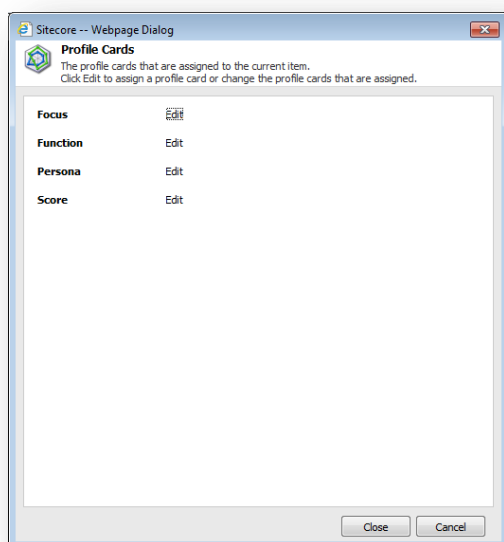 Sitecore -- Webpage Dialog
Profile Cards
The profile cards that are assigned to the current item.
Click Edit to assign a profile card or change the profile cards that are assigned.
Focus Edit
Function Edit
Persona Edit
Score Edit
Close Cancel